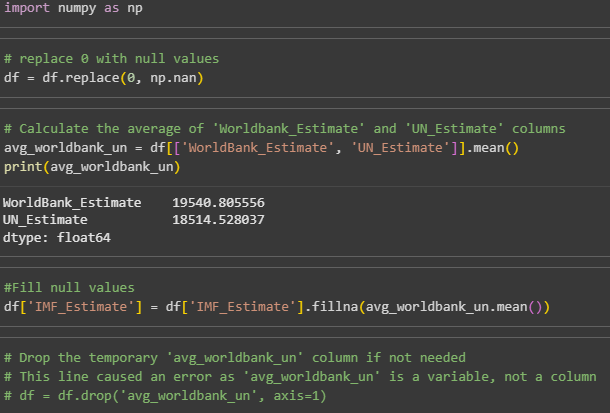 import numpy as np
# replace 0 with null values
df = df.replace(0, np.nan)
# Calculate the average of 'Worldbank_Estimate' and 'UN_Estimate' columns
avg_worldbank_un = df[['WorldBank_Estimate', 'UN_Estimate']].mean()
print(avg_worldbank_un)
WorldBank_Estimate    19540.805556
UN_Estimate           18514.528037
dtype: float64
#Fill null values
df['IMF_Estimate'] = df['IMF_Estimate'].fillna(avg_worldbank_un.mean())
# Drop the temporary 'avg_worldbank_un' column if not needed
# This line caused an error as 'avg_worldbank_un' is a variable, not a column
# df = df.drop('avg_worldbank_un', axis=1)